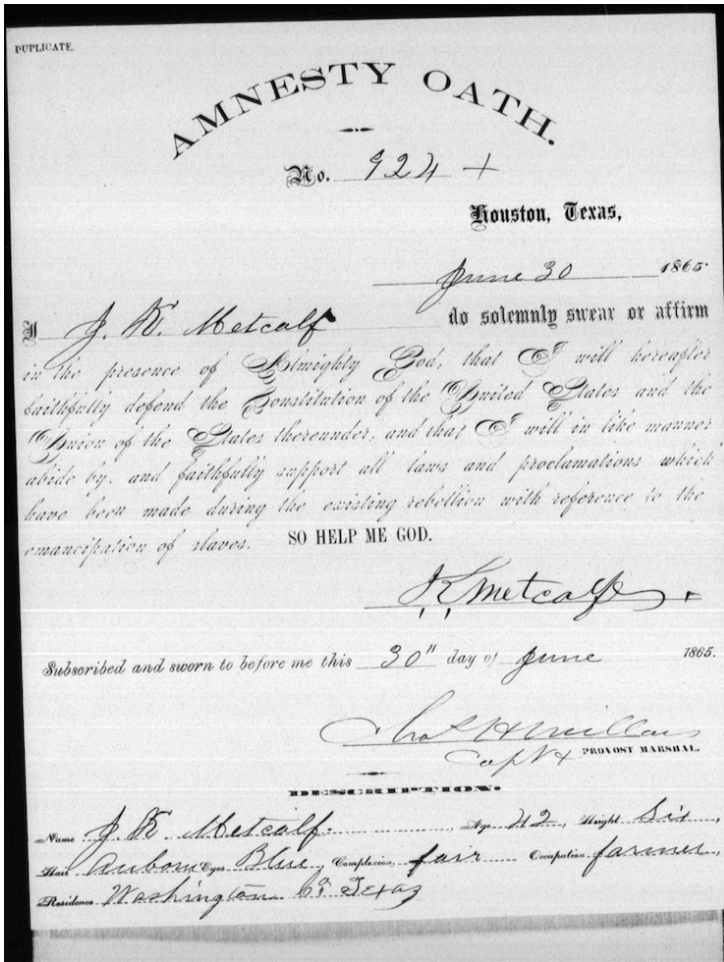 DUPLICATE.
AMNESTY OATH.
No. 924 +
Houston, Texas,
June 30 1865
I J. K. Metcalf do solemnly swear or affirm
in the presence of Almighty God, that I will hereafter
faithfully defend the Constitution of the United States and the
Union of the States thereunder, and that I will in like manner
abide by, and faithfully support all laws and proclamations which
have been made during the existing rebellion with reference to the
emancipation of slaves. SO HELP ME GOD.
J K Metcalf
Subscribed and sworn to before me this 30" day of June 1865.
Capt &
PROVOST MARSHAL.
DESCRIPTION.
Name J. K. Metcalf. , Age 42, Height Six,
Hair auborn Eyes Blue, Complexion, fair Occupation farmer,
Residence Washington Co Texas